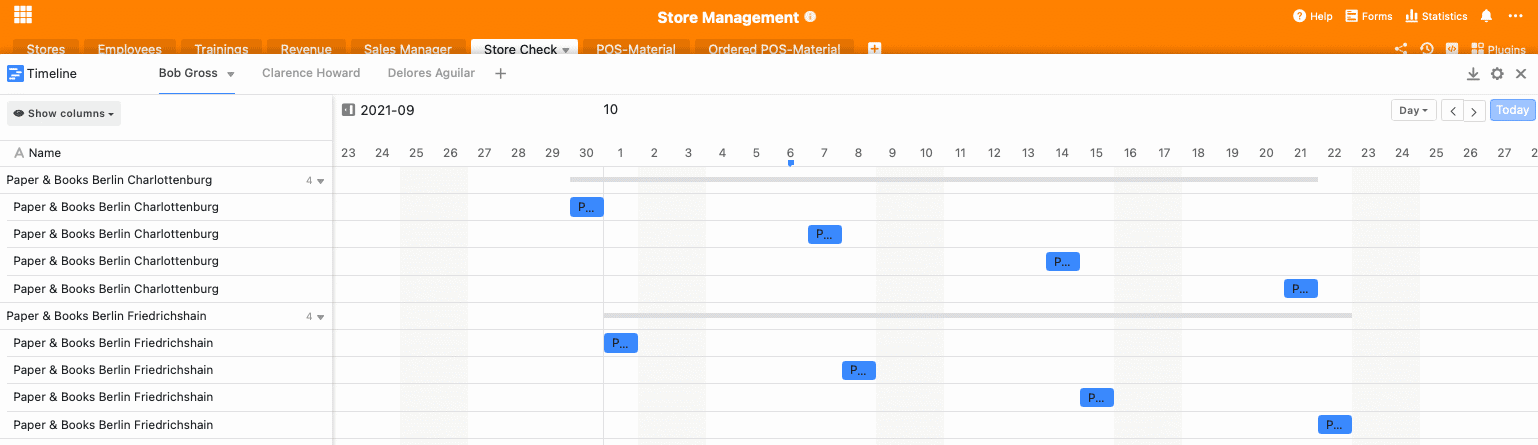 Store Management
Help Forms Statistics
Stores Employees Trainings Revenue Sales Manager Store Check POS-Material Ordered POS-Material
Plugins
Timeline Bob Gross Clarence Howard Delores Aguilar
Show columns 2021-09 10 Day Today
Name 23 24 25 26 27 28 29 30 1 2 3 4 5 6 7 8 9 10 11 12 13 14 15 16 17 18 19 20 21 22 23 24 25 26 27 2
Paper & Books Berlin Charlottenburg 4
Paper & Books Berlin Charlottenburg P...
Paper & Books Berlin Charlottenburg P...
Paper & Books Berlin Charlottenburg P...
Paper & Books Berlin Charlottenburg P...
Paper & Books Berlin Friedrichshain 4
Paper & Books Berlin Friedrichshain P...
Paper & Books Berlin Friedrichshain P...
Paper & Books Berlin Friedrichshain P...
Paper & Books Berlin Friedrichshain P...